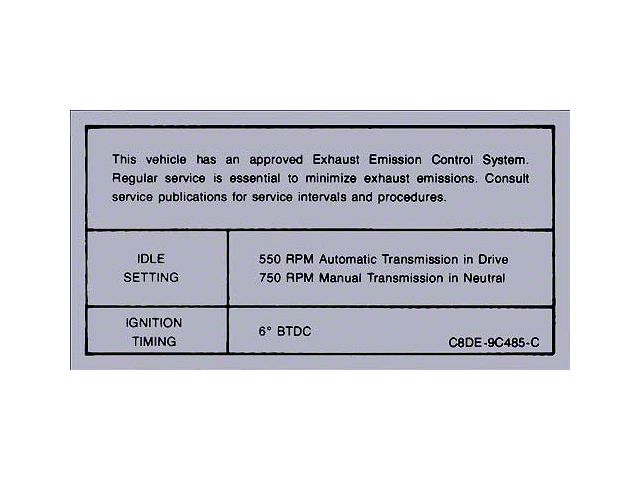 This vehicle has an approved Exhaust Emission Control System.
Regular service is essential to minimize exhaust emissions. Consult
service publications for service intervals and procedures.
IDLE
SETTING
550 RPM Automatic Transmission in Drive
750 RPM Manual Transmission in Neutral
IGNITION
TIMING
6° BTDC
C8DE-9C485-C